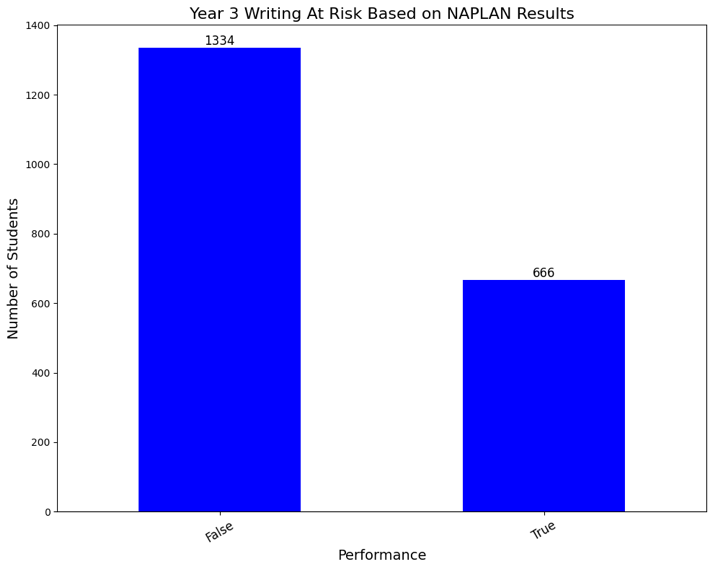 Year 3 Writing At Risk Based on NAPLAN Results
1400
1200
1000
800
600
400
200
0
Number of Students
1334
666
False
True
Performance